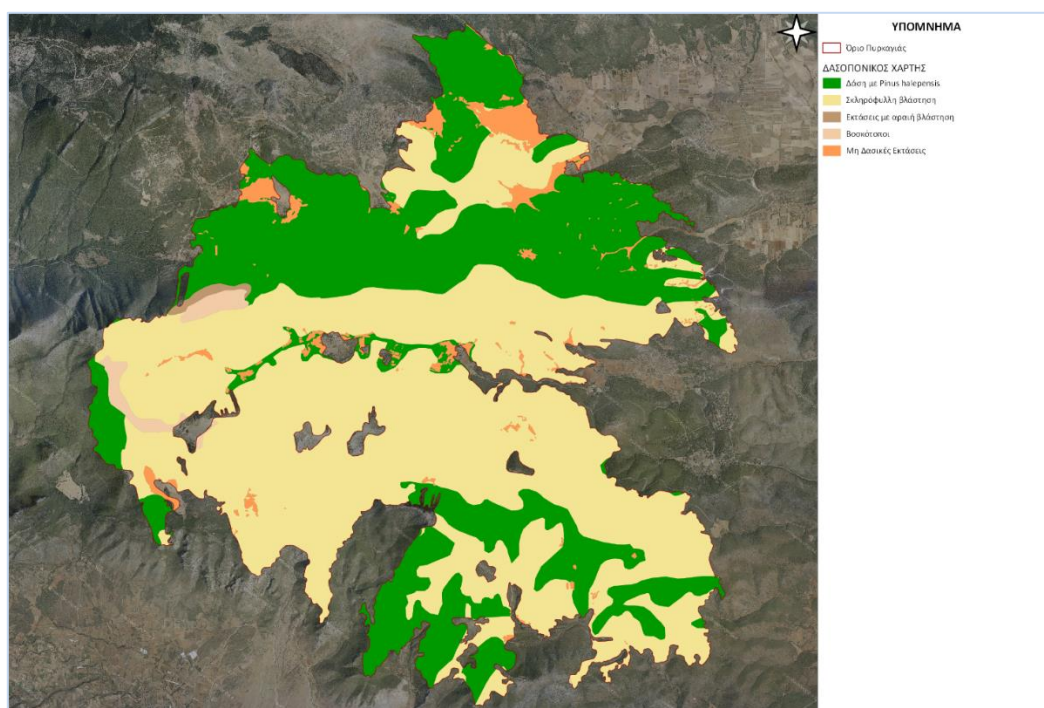 ΥΠΟΜΝΗΜΑ
Όριο Πυρκαγιάς
ΔΑΣΟΠΟΝΙΚΟΣ ΧΑΡΤΗΣ
Δάση με Pinus halepensis
Σκληρόφυλλη βλάστηση
Εκτάσεις με αραιή βλάστηση
Βοσκότοποι
Μη Δασικές Εκτάσεις